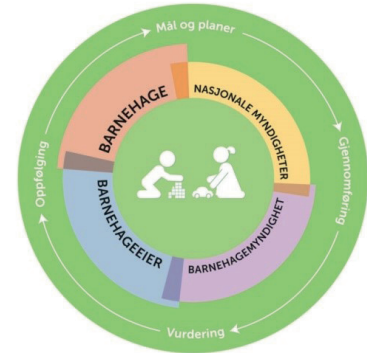 Mål og planer
BARNEHAGE
NASJONALE MYNDIGHETER
Oppfølging
Gjennomføring
BARNEHAGEEIER
BARNEHAGEMYNDIGHET
Vurdering